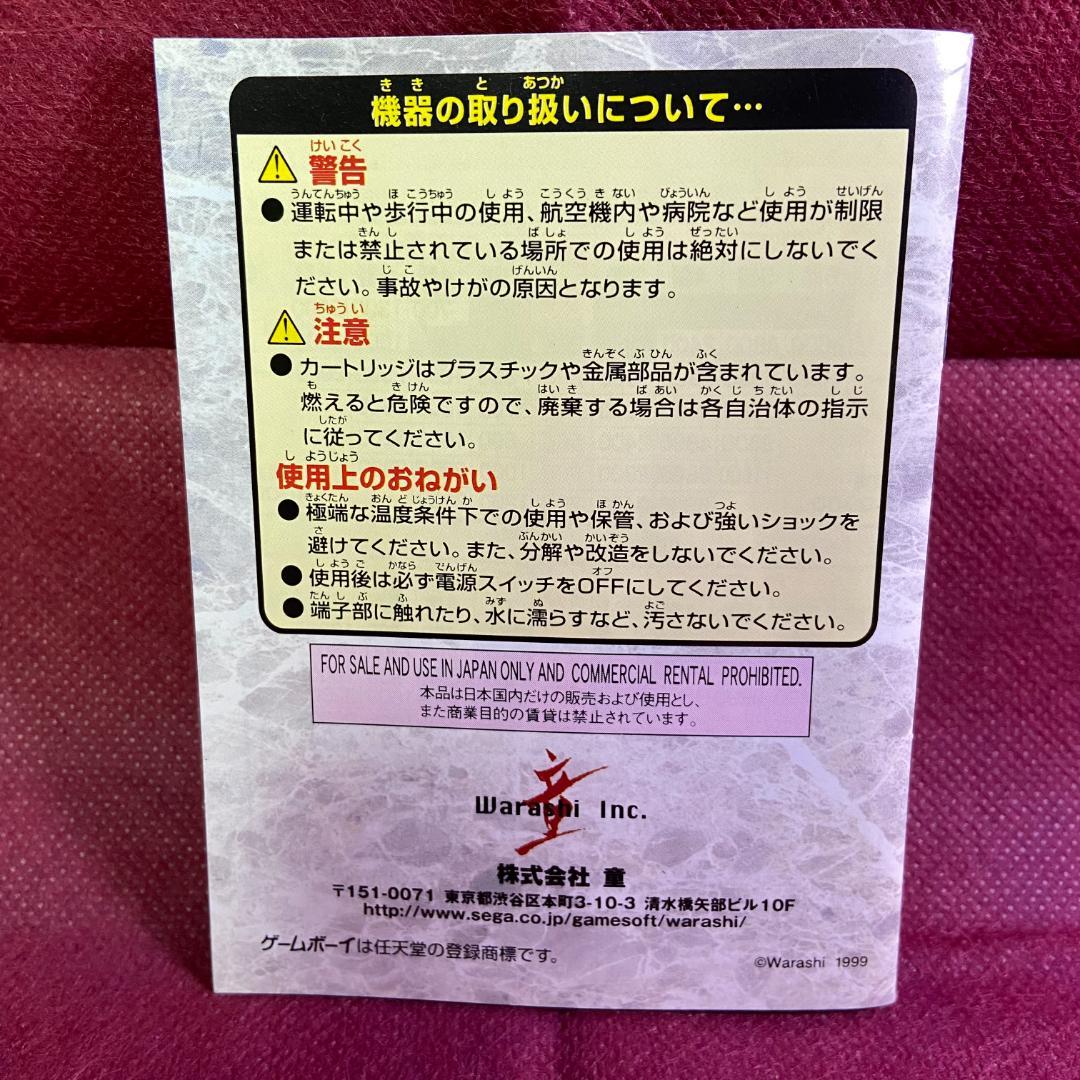 機器の取り扱いについて…
警告
●運転中や歩行中の使用、航空機内や病院など使用が制限
または禁止されている場所での使用は絶対にしないでく
ださい。事故やけがの原因となります。
注意
●カートリッジはプラスチックや金属部品が含まれています。
燃えると危険ですので、廃棄する場合は各自治体の指示
に従ってください。
使用上のおねがい
●極端な温度条件下での使用や保管、および強いショックを
避けてください。また、分解や改造をしないでください。
●使用後は必ず電源スイッチをOFFにしてください。
●端子部に触れたり、水に濡らすなど、汚さないでください。
FOR SALE AND USE IN JAPAN ONLY AND COMMERCIAL RENTAL PROHIBITED.
本品は日本国内だけの販売および使用とし、
また商業目的の賃貸は禁止されています。
童
Warashi Inc.
株式会社 童
〒151-0071 東京都渋谷区本町3-10-3 清水橋矢部ビル10F
http://www.sega.co.jp/gamesoft/warashi/
ゲームボーイは任天堂の登録商標です。
©Warashi 1999